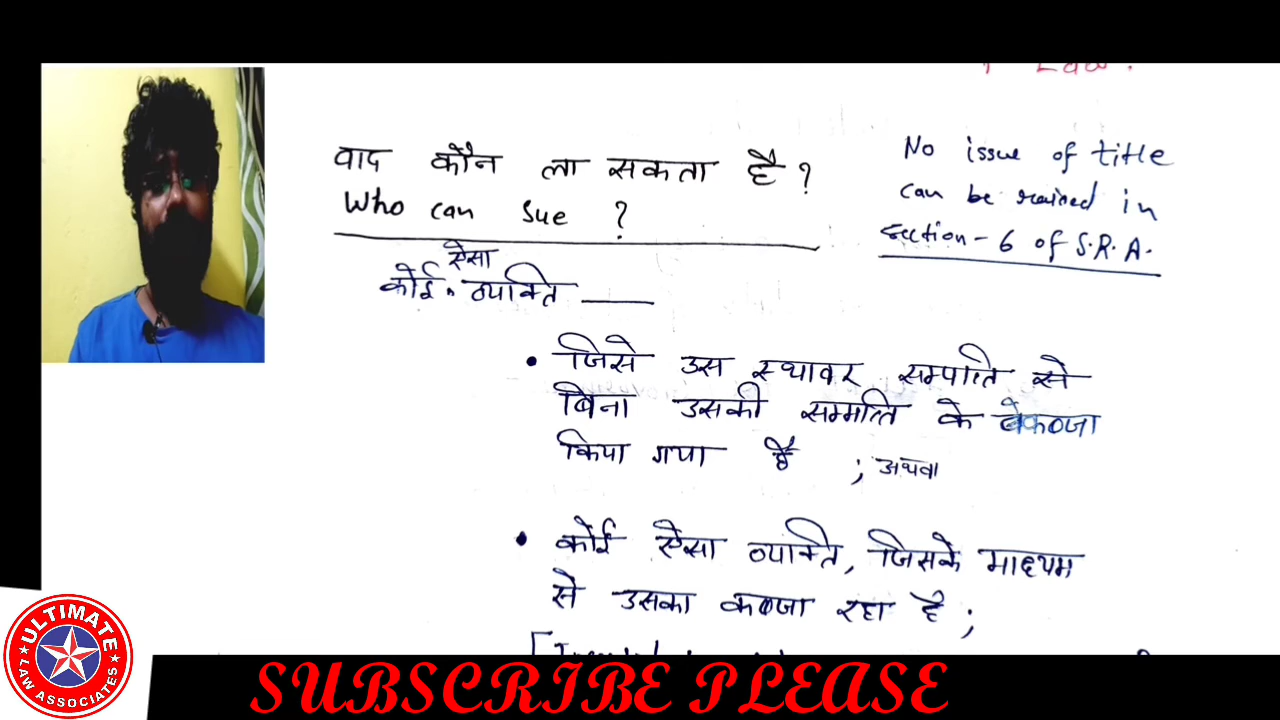 Law.
वाद कौन ला सकता है?
Who can sue ?
No issue of title
can be raised in
Section-6 of S.R.A.
ऐसा
कोई व्यक्ति ——
• जिसे उस स्थावर सम्पत्ति से
बिना उसकी सम्मत्ति के बेकब्जा
किया गया है ; अथवा
• कोई ऐसा व्यक्ति, जिसके माध्यम
से उसका कब्जा रहा है ;
ULTIMATE
LAW ASSOCIATES
SUBSCRIBE PLEASE